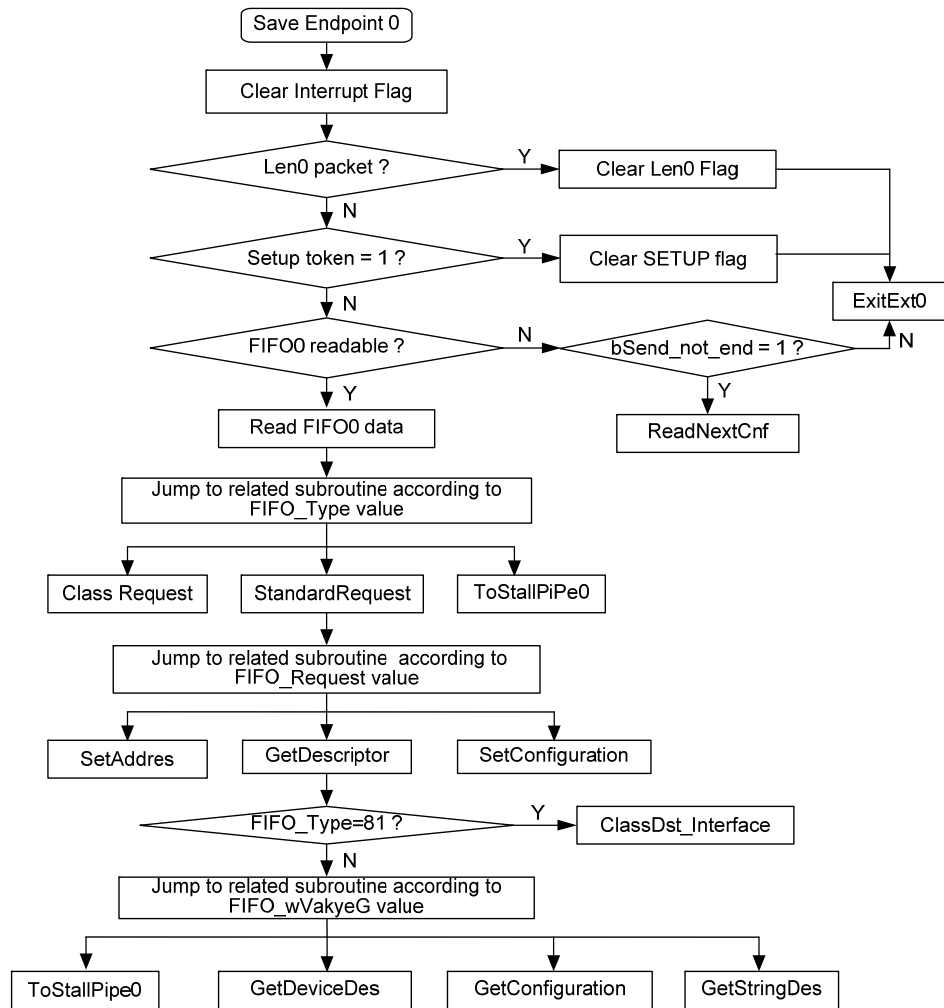 Save Endpoint 0
Clear Interrupt Flag
Len0 packet ?
Y
Clear Len0 Flag
N
Setup token = 1 ?
Y
Clear SETUP flag
ExitExt0
N
FIFO0 readable ?
N
bSend_not_end = 1 ?
N
Y
Y
Read FIFO0 data
ReadNextCnf
Jump to related subroutine according to
FIFO_Type value
Class Request
StandardRequest
ToStallPiPe0
Jump to related subroutine according to
FIFO_Request value
SetAddres
GetDescriptor
SetConfiguration
FIFO_Type=81 ?
Y
ClassDst_Interface
N
Jump to related subroutine according to
FIFO_wVakyeG value
ToStallPipe0
GetDeviceDes
GetConfiguration
GetStringDes